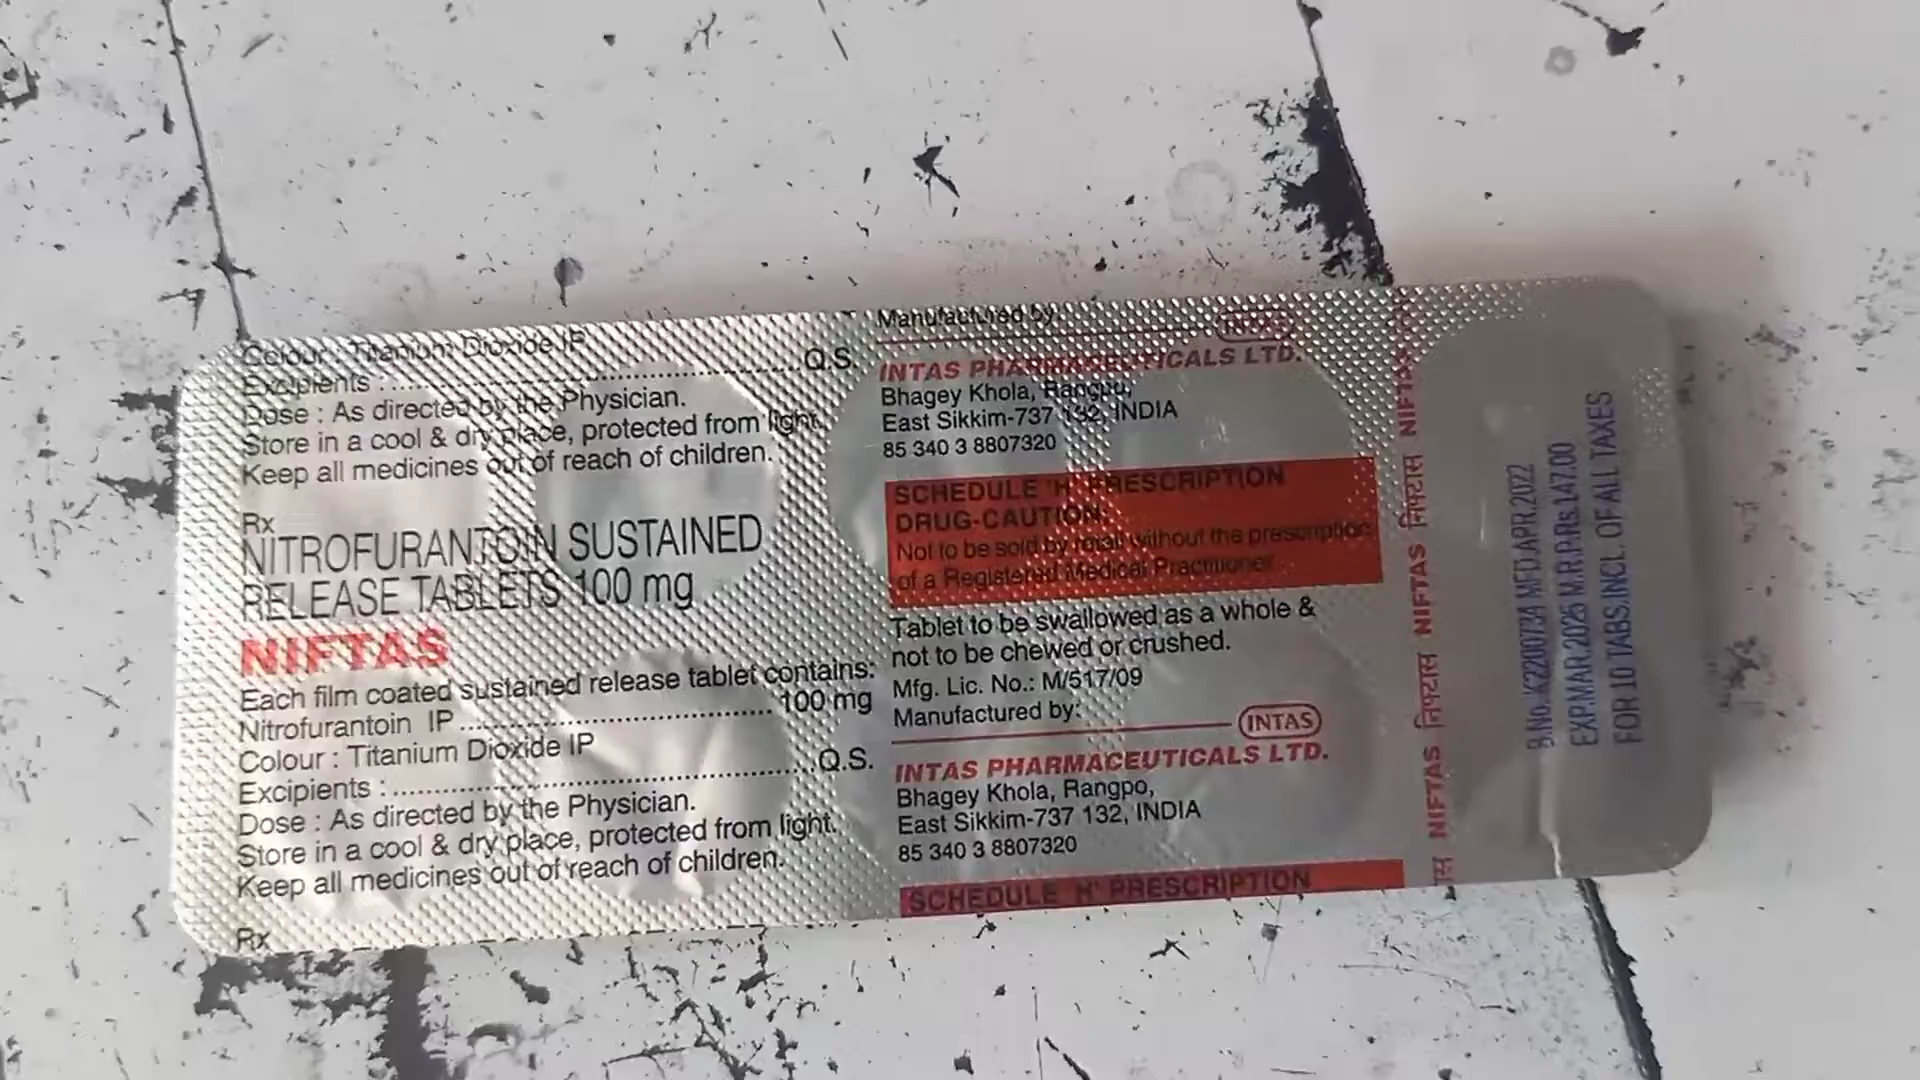 Colour : Titanium Dioxide IP
Excipients :........................................Q.S.
Dose : As directed by the Physician.
Store in a cool & dry place, protected from light.
Keep all medicines out of reach of children.
Rx
NITROFURANTOIN SUSTAINED
RELEASE TABLETS 100 mg
NIFTAS
Each film coated sustained release tablet contains:
Nitrofurantoin IP ........................................ 100 mg
Colour : Titanium Dioxide IP
Excipients :........................................Q.S.
Dose : As directed by the Physician.
Store in a cool & dry place, protected from light.
Keep all medicines out of reach of children.
Rx
Manufactured by:
INTAS
INTAS PHARMACEUTICALS LTD.
Bhagey Khola, Rangpo,
East Sikkim-737 132, INDIA
85 340 3 8807320
SCHEDULE 'H' PRESCRIPTION
DRUG-CAUTION:
Not to be sold by retail without the prescription
of a Registered Medical Practitioner
Tablet to be swallowed as a whole &
not to be chewed or crushed.
Mfg. Lic. No.: M/517/09
Manufactured by:
INTAS
INTAS PHARMACEUTICALS LTD.
Bhagey Khola, Rangpo,
East Sikkim-737 132, INDIA
85 340 3 8807320
SCHEDULE 'H' PRESCRIPTION
NIFTAS निफ्टास NIFTAS निफ्टास NIFTAS
B.No.K2200734 MFD.APR.2022
EXP.MAR.2025 M.R.P.Rs.147.00
FOR 10 TABS.INCL. OF ALL TAXES